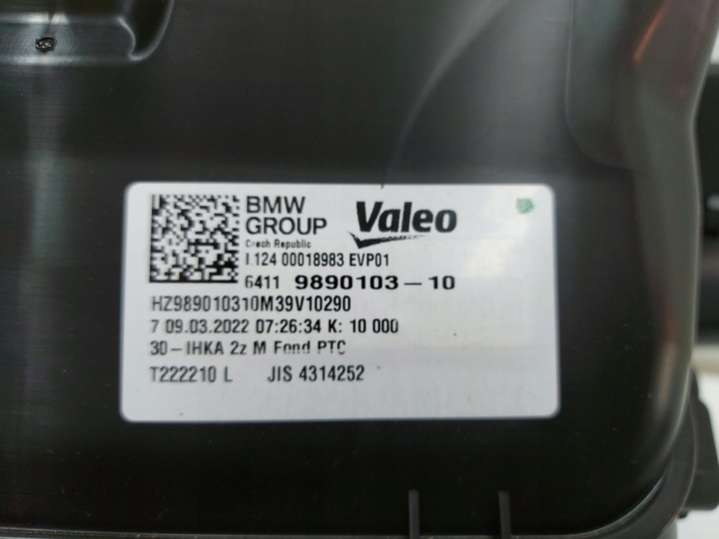 BMW
GROUP
Valeo
Czech Republic
I 124 00018983 EVP01
6411 9890103-10
HZ989010310M39V10290
7 09.03.2022 07:26:34 K: 10 000
30-IHKA 2z M Fond PTC
T222210 L JIS 4314252